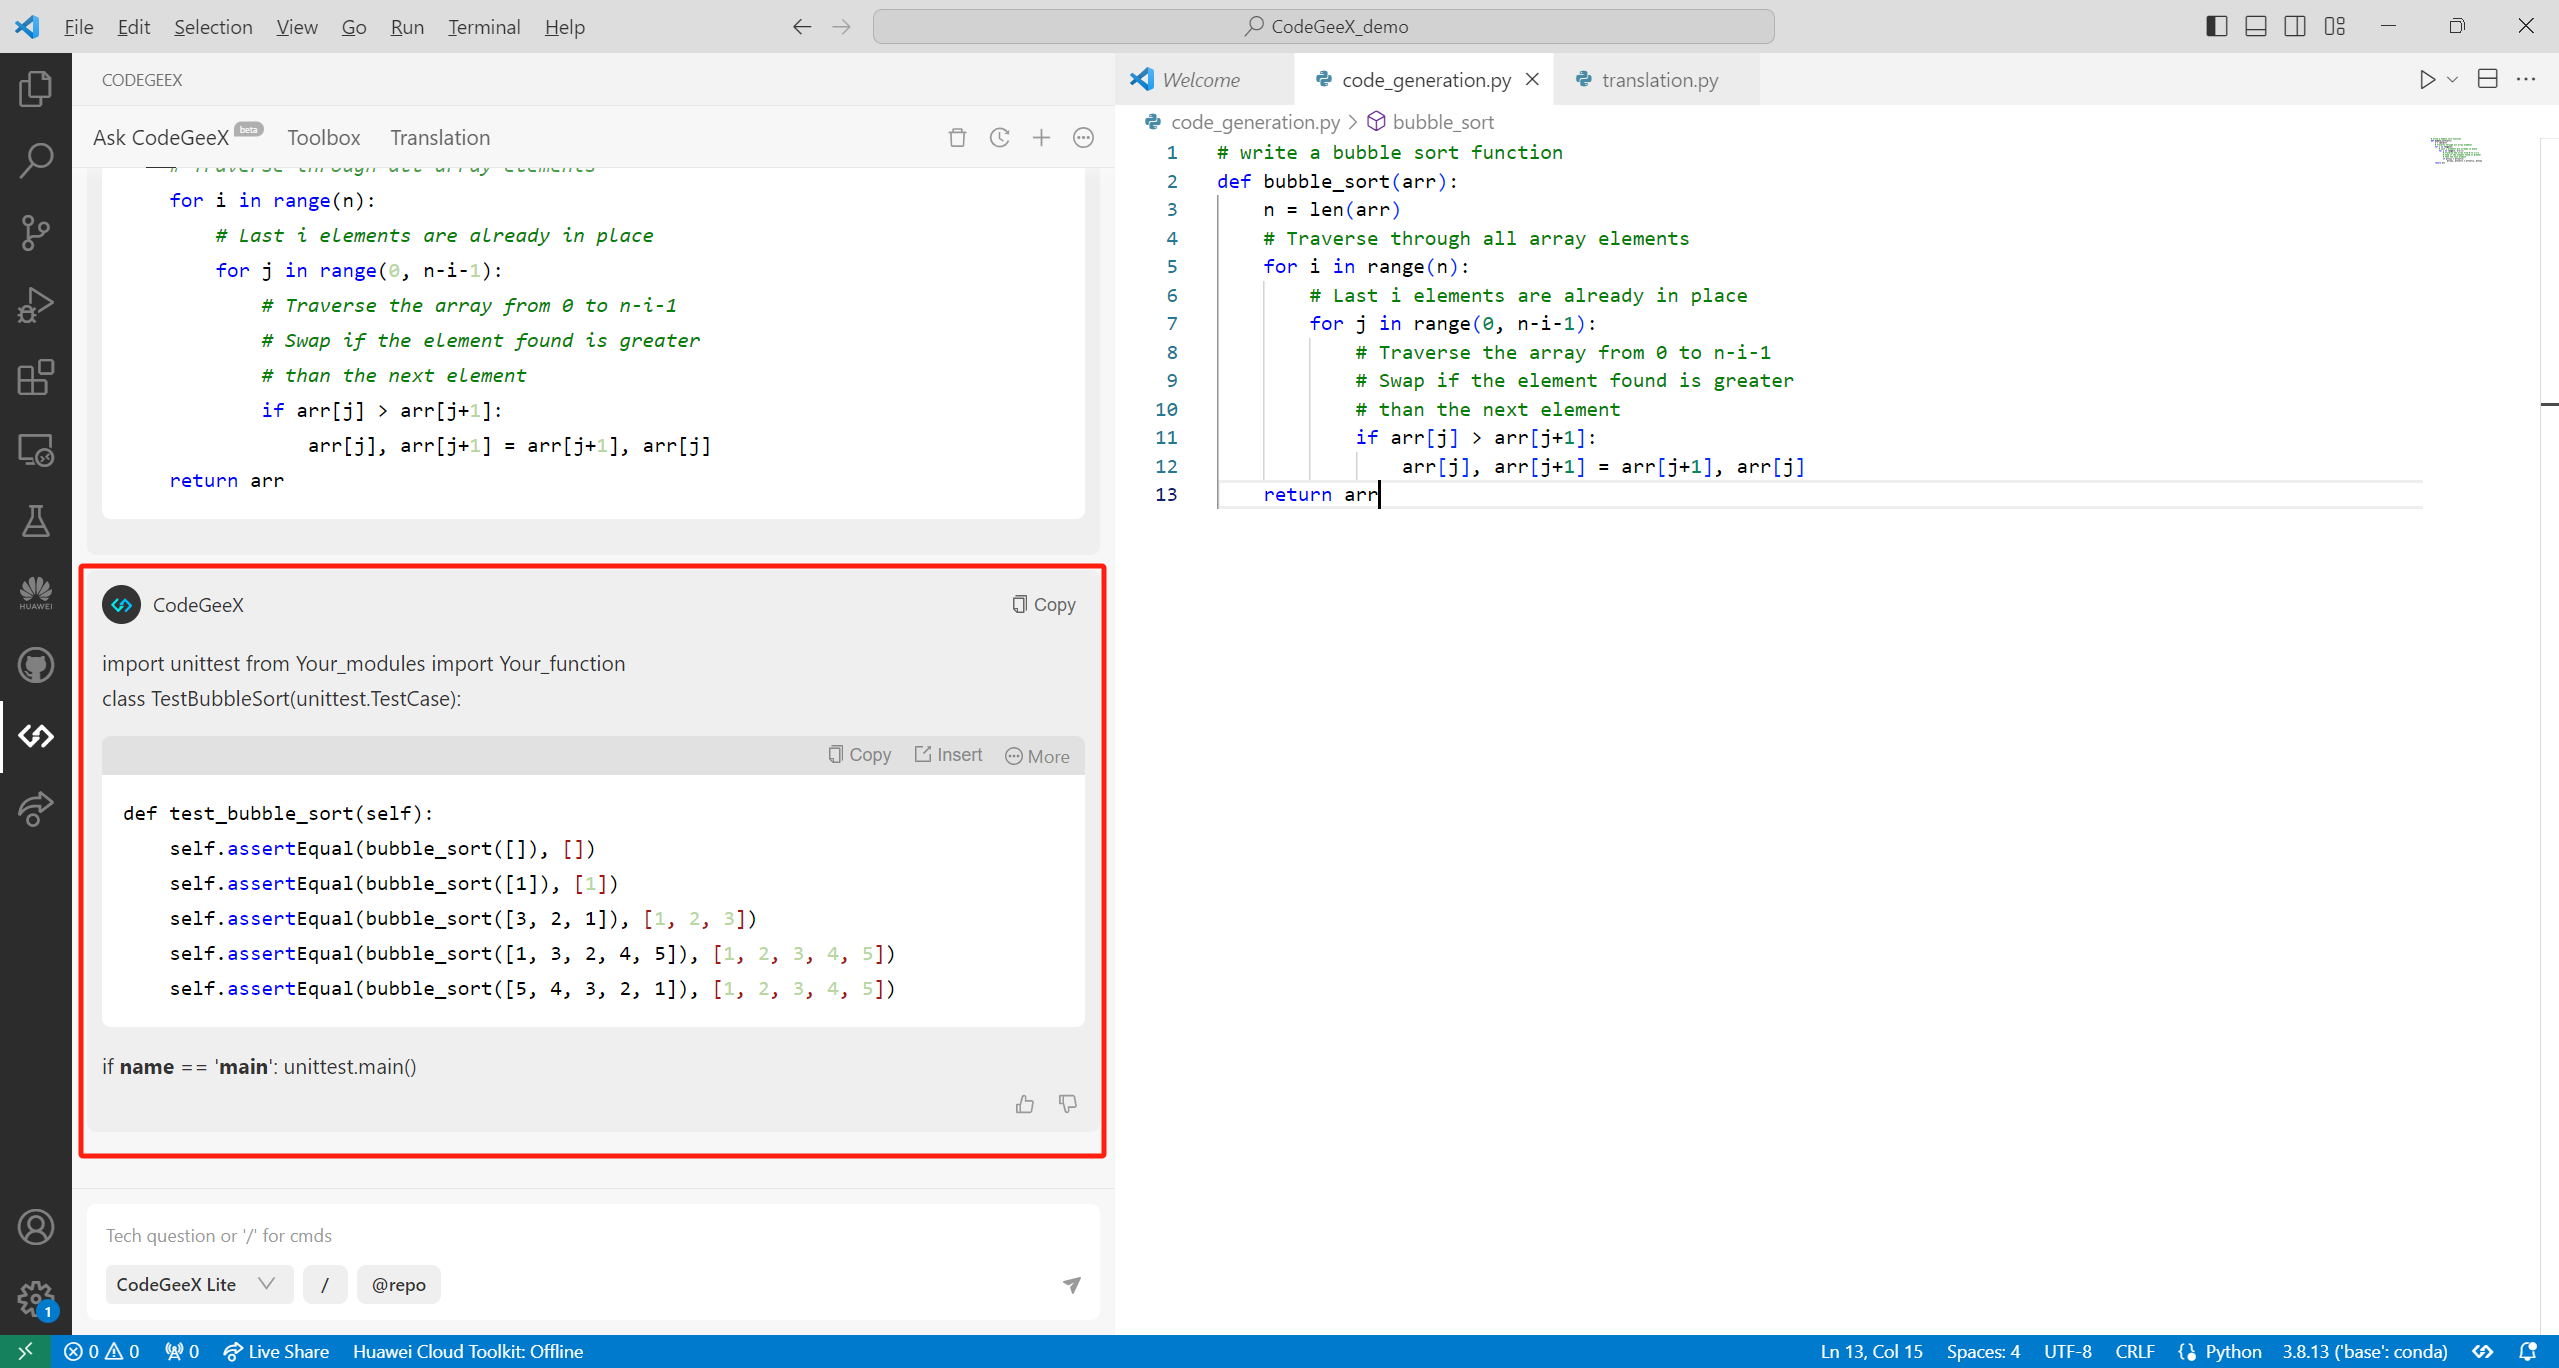 File Edit Selection View Go Run Terminal Help
CodeGeeX_demo
CODEGEEX
Ask CodeGeeX beta Toolbox Translation
# Traverse through all array elements
for i in range(n):
# Last i elements are already in place
for j in range(0, n-i-1):
# Traverse the array from 0 to n-i-1
# Swap if the element found is greater
# than the next element
if arr[j] > arr[j+1]:
arr[j], arr[j+1] = arr[j+1], arr[j]
return arr
CodeGeeX
Copy
import unittest from Your_modules import Your_function
class TestBubbleSort(unittest.TestCase):
Copy Insert More
def test_bubble_sort(self):
self.assertEqual(bubble_sort([]), [])
self.assertEqual(bubble_sort([1]), [1])
self.assertEqual(bubble_sort([3, 2, 1]), [1, 2, 3])
self.assertEqual(bubble_sort([1, 3, 2, 4, 5]), [1, 2, 3, 4, 5])
self.assertEqual(bubble_sort([5, 4, 3, 2, 1]), [1, 2, 3, 4, 5])
if name == 'main': unittest.main()
Tech question or '/' for cmds
CodeGeeX Lite / @repo
HUAWEI
1
Welcome code_generation.py translation.py
code_generation.py > bubble_sort
1 # write a bubble sort function
2 def bubble_sort(arr):
3 n = len(arr)
4 # Traverse through all array elements
5 for i in range(n):
6 # Last i elements are already in place
7 for j in range(0, n-i-1):
8 # Traverse the array from 0 to n-i-1
9 # Swap if the element found is greater
10 # than the next element
11 if arr[j] > arr[j+1]:
12 arr[j], arr[j+1] = arr[j+1], arr[j]
13 return arr
0 0 0 Live Share Huawei Cloud Toolkit: Offline
Ln 13, Col 15 Spaces: 4 UTF-8 CRLF Python 3.8.13 ('base': conda)